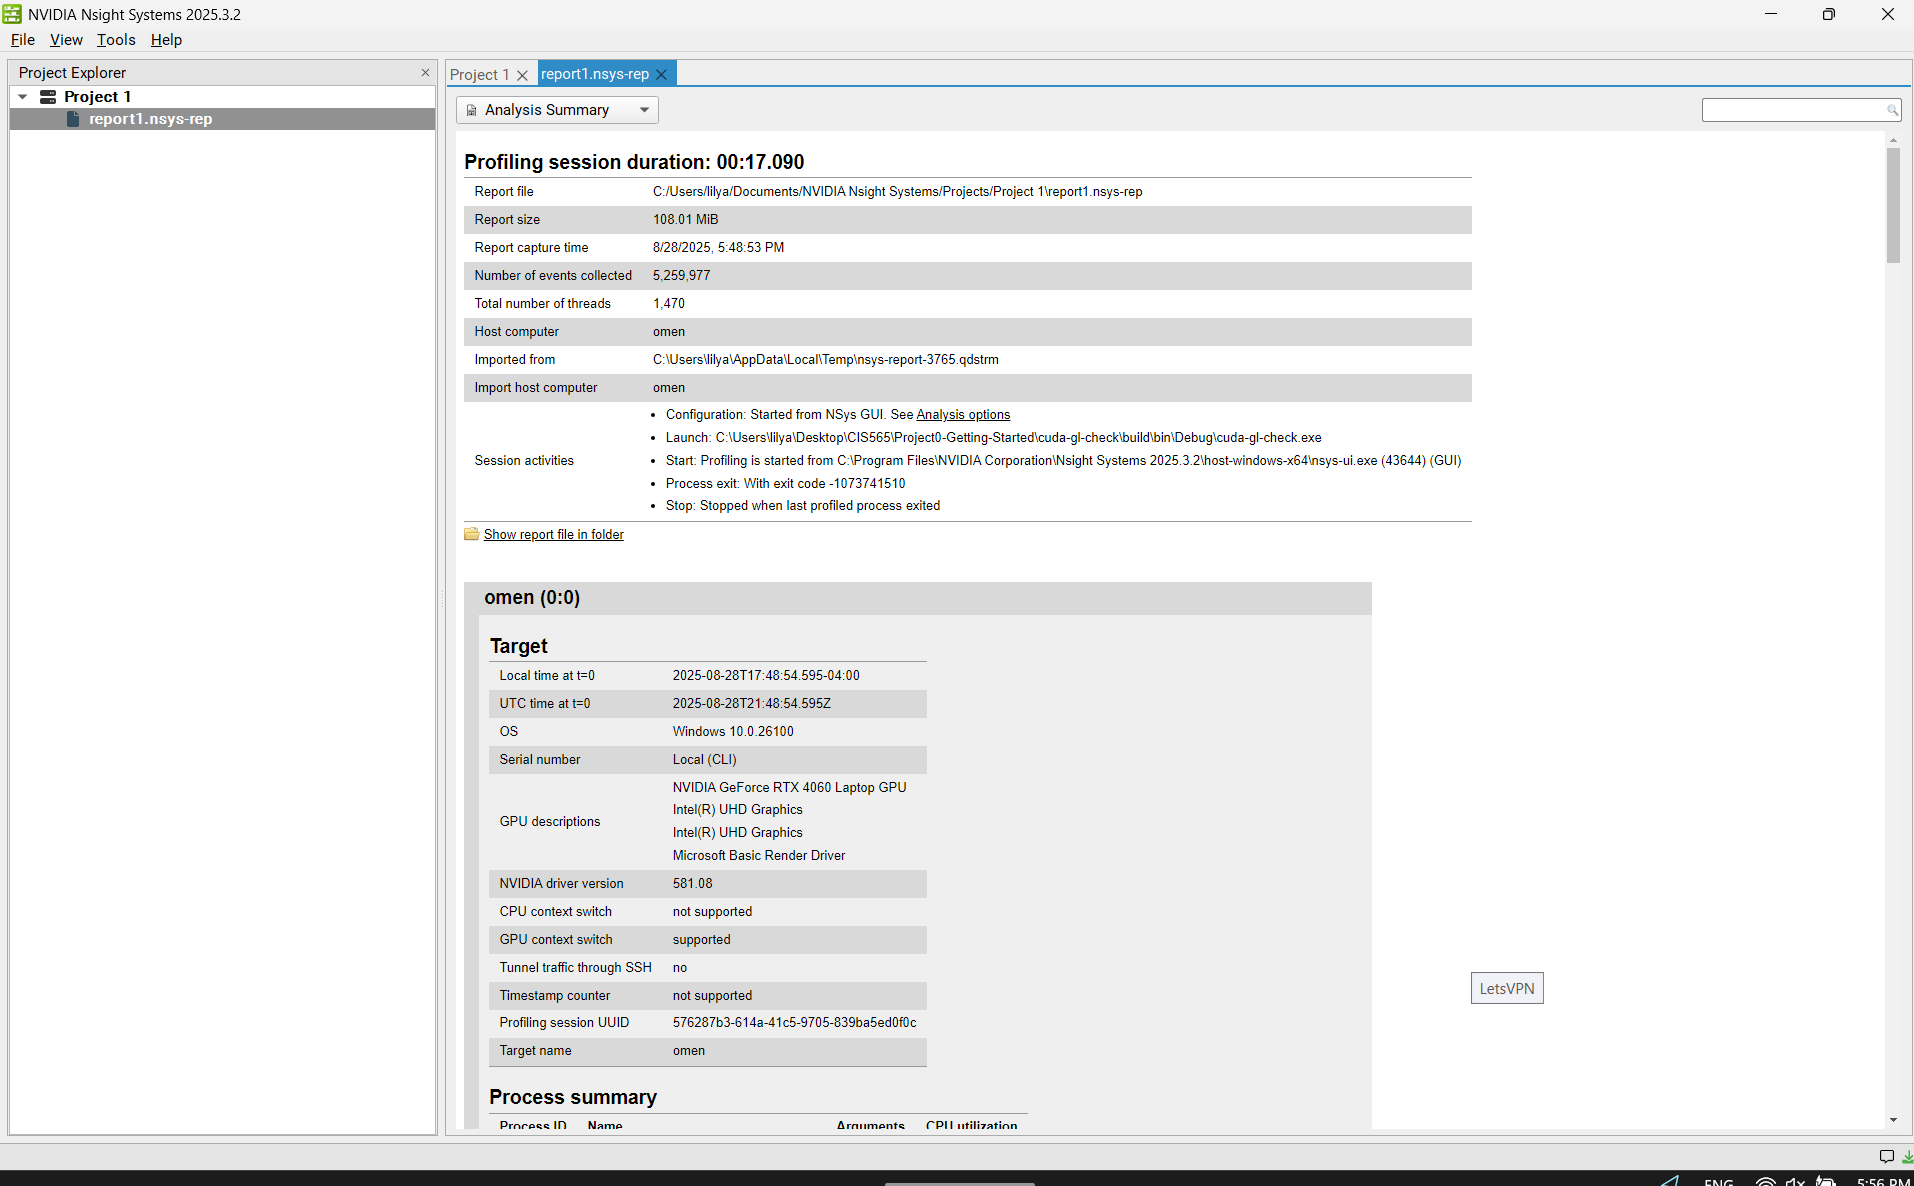 NVIDIA Nsight Systems 2025.3.2
File View Tools Help
Project Explorer
Project 1
report1.nsys-rep
Project 1
report1.nsys-rep
Analysis Summary
Profiling session duration: 00:17.090
Report file C:/Users/lilya/Documents/NVIDIA Nsight Systems/Projects/Project 1\report1.nsys-rep
Report size 108.01 MiB
Report capture time 8/28/2025, 5:48:53 PM
Number of events collected 5,259,977
Total number of threads 1,470
Host computer omen
Imported from C:\Users\lilya\AppData\Local\Temp\nsys-report-3765.qdstrm
Import host computer omen
Session activities
• Configuration: Started from NSys GUI. See Analysis options
• Launch: C:\Users\lilya\Desktop\CIS565\Project0-Getting-Started\cuda-gl-check\build\bin\Debug\cuda-gl-check.exe
• Start: Profiling is started from C:\Program Files\NVIDIA Corporation\Nsight Systems 2025.3.2\host-windows-x64\nsys-ui.exe (43644) (GUI)
• Process exit: With exit code -1073741510
• Stop: Stopped when last profiled process exited
Show report file in folder
omen (0:0)
Target
Local time at t=0 2025-08-28T17:48:54.595-04:00
UTC time at t=0 2025-08-28T21:48:54.595Z
OS Windows 10.0.26100
Serial number Local (CLI)
GPU descriptions
NVIDIA GeForce RTX 4060 Laptop GPU
Intel(R) UHD Graphics
Intel(R) UHD Graphics
Microsoft Basic Render Driver
NVIDIA driver version 581.08
CPU context switch not supported
GPU context switch supported
Tunnel traffic through SSH no
Timestamp counter not supported
Profiling session UUID 576287b3-614a-41c5-9705-839ba5ed0f0c
Target name omen
LetsVPN
Process summary
Process ID Name Arguments CPU utilization
ENG 5:56 PM